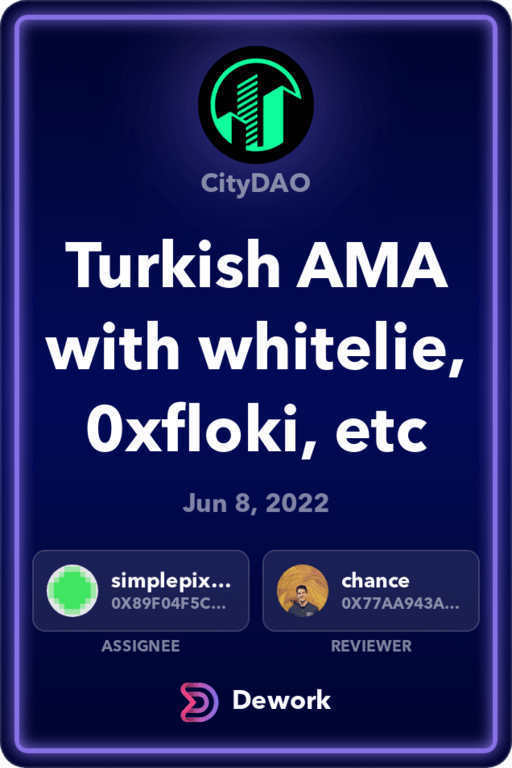 CityDAO
Turkish AMA
with whitelie,
0xfloki, etc
Jun 8, 2022
simplepix...
0X89F04F5C...
ASSIGNEE
chance
0X77AA943A...
REVIEWER
Dework